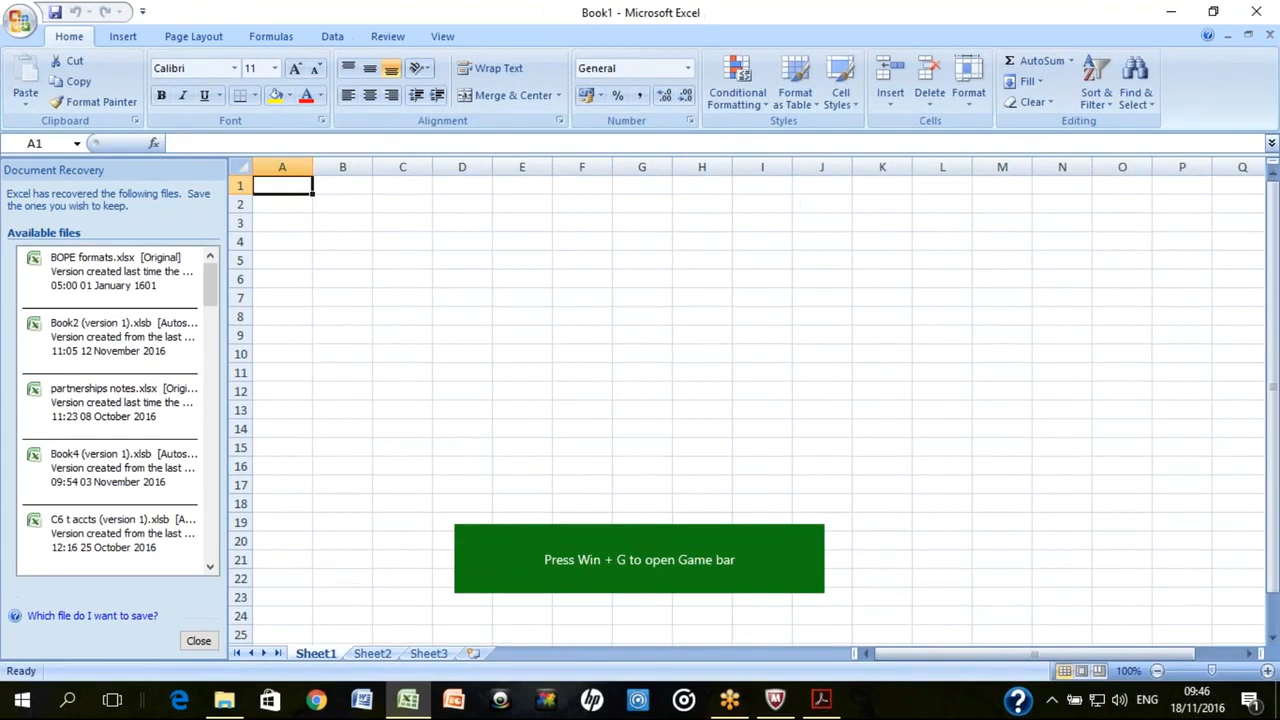 Book1 - Microsoft Excel
Home Insert Page Layout Formulas Data Review View
Paste
Cut
Copy
Format Painter
Clipboard
Calibri 11
B I U
Font
Wrap Text
Merge & Center
Alignment
General
Number
Conditional Formatting
Format as Table
Cell Styles
Styles
Insert Delete Format
Cells
AutoSum
Fill
Clear
Sort & Filter
Find & Select
Editing
A1 fx
Document Recovery
Excel has recovered the following files. Save
the ones you wish to keep.
Available files
BOPE formats.xlsx [Original]
Version created last time the ...
05:00 01 January 1601
Book2 (version 1).xlsb [Autos...
Version created from the last ...
11:05 12 November 2016
partnerships notes.xlsx [Origi...
Version created last time the ...
11:23 08 October 2016
Book4 (version 1).xlsb [Autos...
Version created from the last ...
09:54 03 November 2016
C6 t accts (version 1).xlsb [A...
Version created from the last ...
12:16 25 October 2016
Which file do I want to save?
Close
A B C D E F G H I J K L M N O P Q
1
2
3
4
5
6
7
8
9
10
11
12
13
14
15
16
17
18
19
20
21
22
23
24
25
Press Win + G to open Game bar
Sheet1 Sheet2 Sheet3
Ready
100%
ENG
09:46
18/11/2016